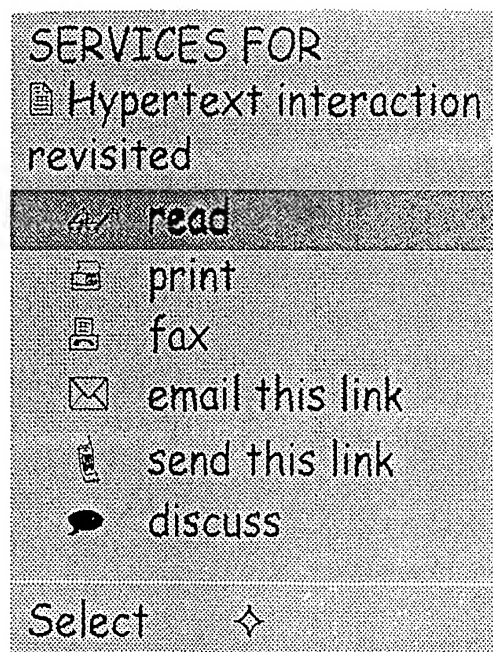 SERVICES FOR
Hypertext interaction
revisited
read
print
fax
email this link
send this link
discuss
Select